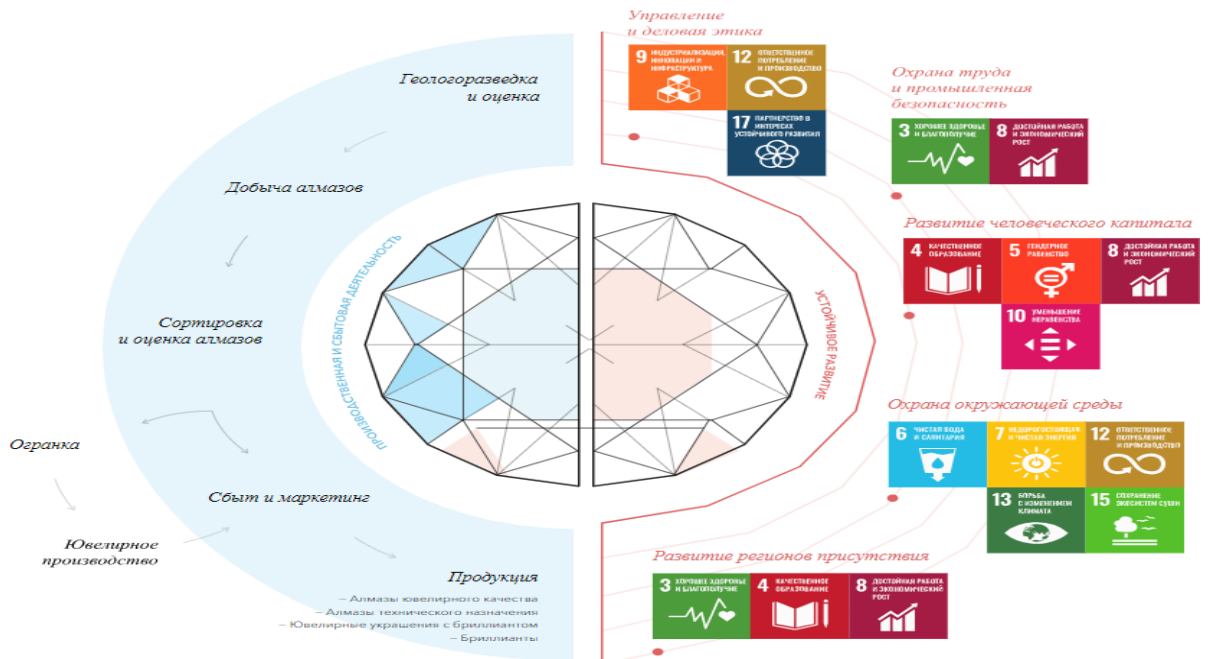 Геологоразведка
и оценка
Добыча алмазов
Сортировка
и оценка алмазов
Огранка
Сбыт и маркетинг
Ювелирное
производство
Продукция
– Алмазы ювелирного качества
– Алмазы технического назначения
– Ювелирные украшения с бриллиантом
– Бриллианты
ПРОИЗВОДСТВЕННАЯ И СБЫТОВАЯ ДЕЯТЕЛЬНОСТЬ
УСТОЙЧИВОЕ РАЗВИТИЕ
Управление
и деловая этика
9 ИНДУСТРИАЛИЗАЦИЯ,
ИННОВАЦИИ И
ИНФРАСТРУКТУРА
12 ОТВЕТСТВЕННОЕ
ПОТРЕБЛЕНИЕ
И ПРОИЗВОДСТВО
17 ПАРТНЕРСТВО В
ИНТЕРЕСАХ
УСТОЙЧИВОГО РАЗВИТИЯ
Охрана труда
и промышленная
безопасность
3 ХОРОШЕЕ ЗДОРОВЬЕ
И БЛАГОПОЛУЧИЕ
8 ДОСТОЙНАЯ РАБОТА
И ЭКОНОМИЧЕСКИЙ
РОСТ
Развитие человеческого капитала
4 КАЧЕСТВЕННОЕ
ОБРАЗОВАНИЕ
5 ГЕНДЕРНОЕ
РАВЕНСТВО
8 ДОСТОЙНАЯ РАБОТА
И ЭКОНОМИЧЕСКИЙ
РОСТ
10 УМЕНЬШЕНИЕ
НЕРАВЕНСТВА
Охрана окружающей среды
6 ЧИСТАЯ ВОДА
И САНИТАРИЯ
7 НЕДОРОГОСТОЯЩАЯ
И ЧИСТАЯ ЭНЕРГИЯ
12 ОТВЕТСТВЕННОЕ
ПОТРЕБЛЕНИЕ
И ПРОИЗВОДСТВО
13 БОРЬБА
С ИЗМЕНЕНИЕМ
КЛИМАТА
15 СОХРАНЕНИЕ
ЭКОСИСТЕМ СУШИ
Развитие регионов присутствия
3 ХОРОШЕЕ ЗДОРОВЬЕ
И БЛАГОПОЛУЧИЕ
4 КАЧЕСТВЕННОЕ
ОБРАЗОВАНИЕ
8 ДОСТОЙНАЯ РАБОТА
И ЭКОНОМИЧЕСКИЙ
РОСТ